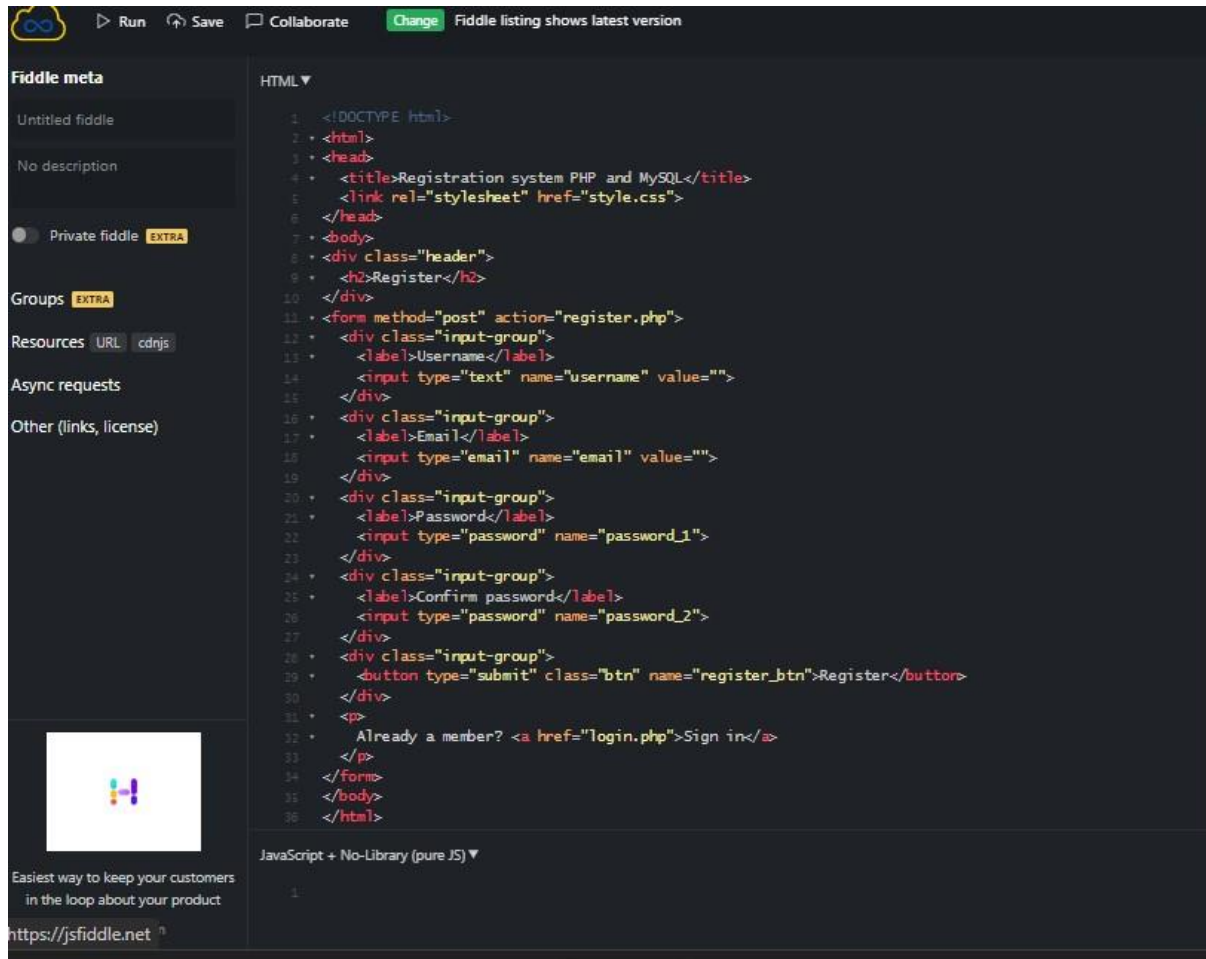 Run Save Collaborate Change Fiddle listing shows latest version
Fiddle meta
Untitled fiddle
No description
Private fiddle EXTRA
Groups EXTRA
Resources URL cdnjs
Async requests
Other (links, license)
Easiest way to keep your customers
in the loop about your product
https://jsfiddle.net
HTML▼
1 <!DOCTYPE html>
2 <html>
3 <head>
4 <title>Registration system PHP and MySQL</title>
5 <link rel="stylesheet" href="style.css">
6 </head>
7 <body>
8 <div class="header">
9 <h2>Register</h2>
10 </div>
11 <form method="post" action="register.php">
12 <div class="input-group">
13 <label>Username</label>
14 <input type="text" name="username" value="">
15 </div>
16 <div class="input-group">
17 <label>Email</label>
18 <input type="email" name="email" value="">
19 </div>
20 <div class="input-group">
21 <label>Password</label>
22 <input type="password" name="password_1">
23 </div>
24 <div class="input-group">
25 <label>Confirm password</label>
26 <input type="password" name="password_2">
27 </div>
28 <div class="input-group">
29 <button type="submit" class="btn" name="register_btn">Register</button>
30 </div>
31 <p>
32 Already a member? <a href="login.php">Sign in</a>
33 </p>
34 </form>
35 </body>
36 </html>
JavaScript + No-Library (pure JS)▼
1